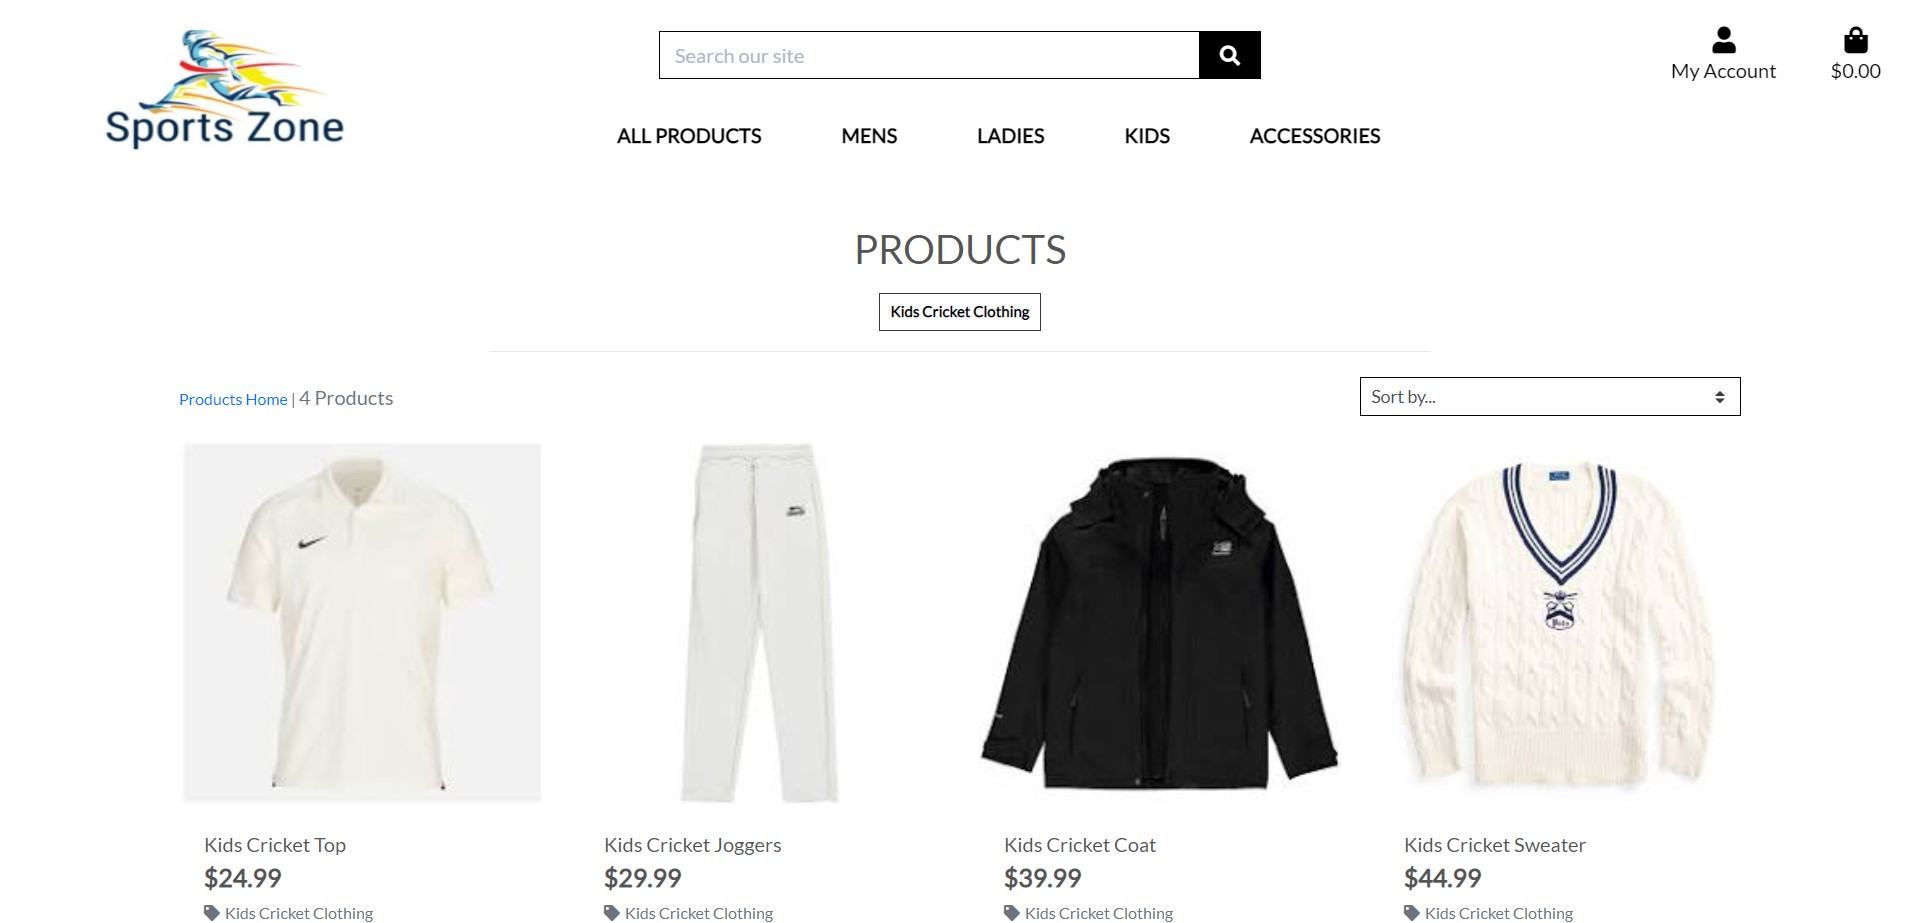 Sports Zone
Search our site
My Account
$0.00
ALL PRODUCTS
MENS
LADIES
KIDS
ACCESSORIES
PRODUCTS
Kids Cricket Clothing
Products Home | 4 Products
Sort by...
Kids Cricket Top
$24.99
Kids Cricket Clothing
Kids Cricket Joggers
$29.99
Kids Cricket Clothing
Kids Cricket Coat
$39.99
Kids Cricket Clothing
Kids Cricket Sweater
$44.99
Kids Cricket Clothing